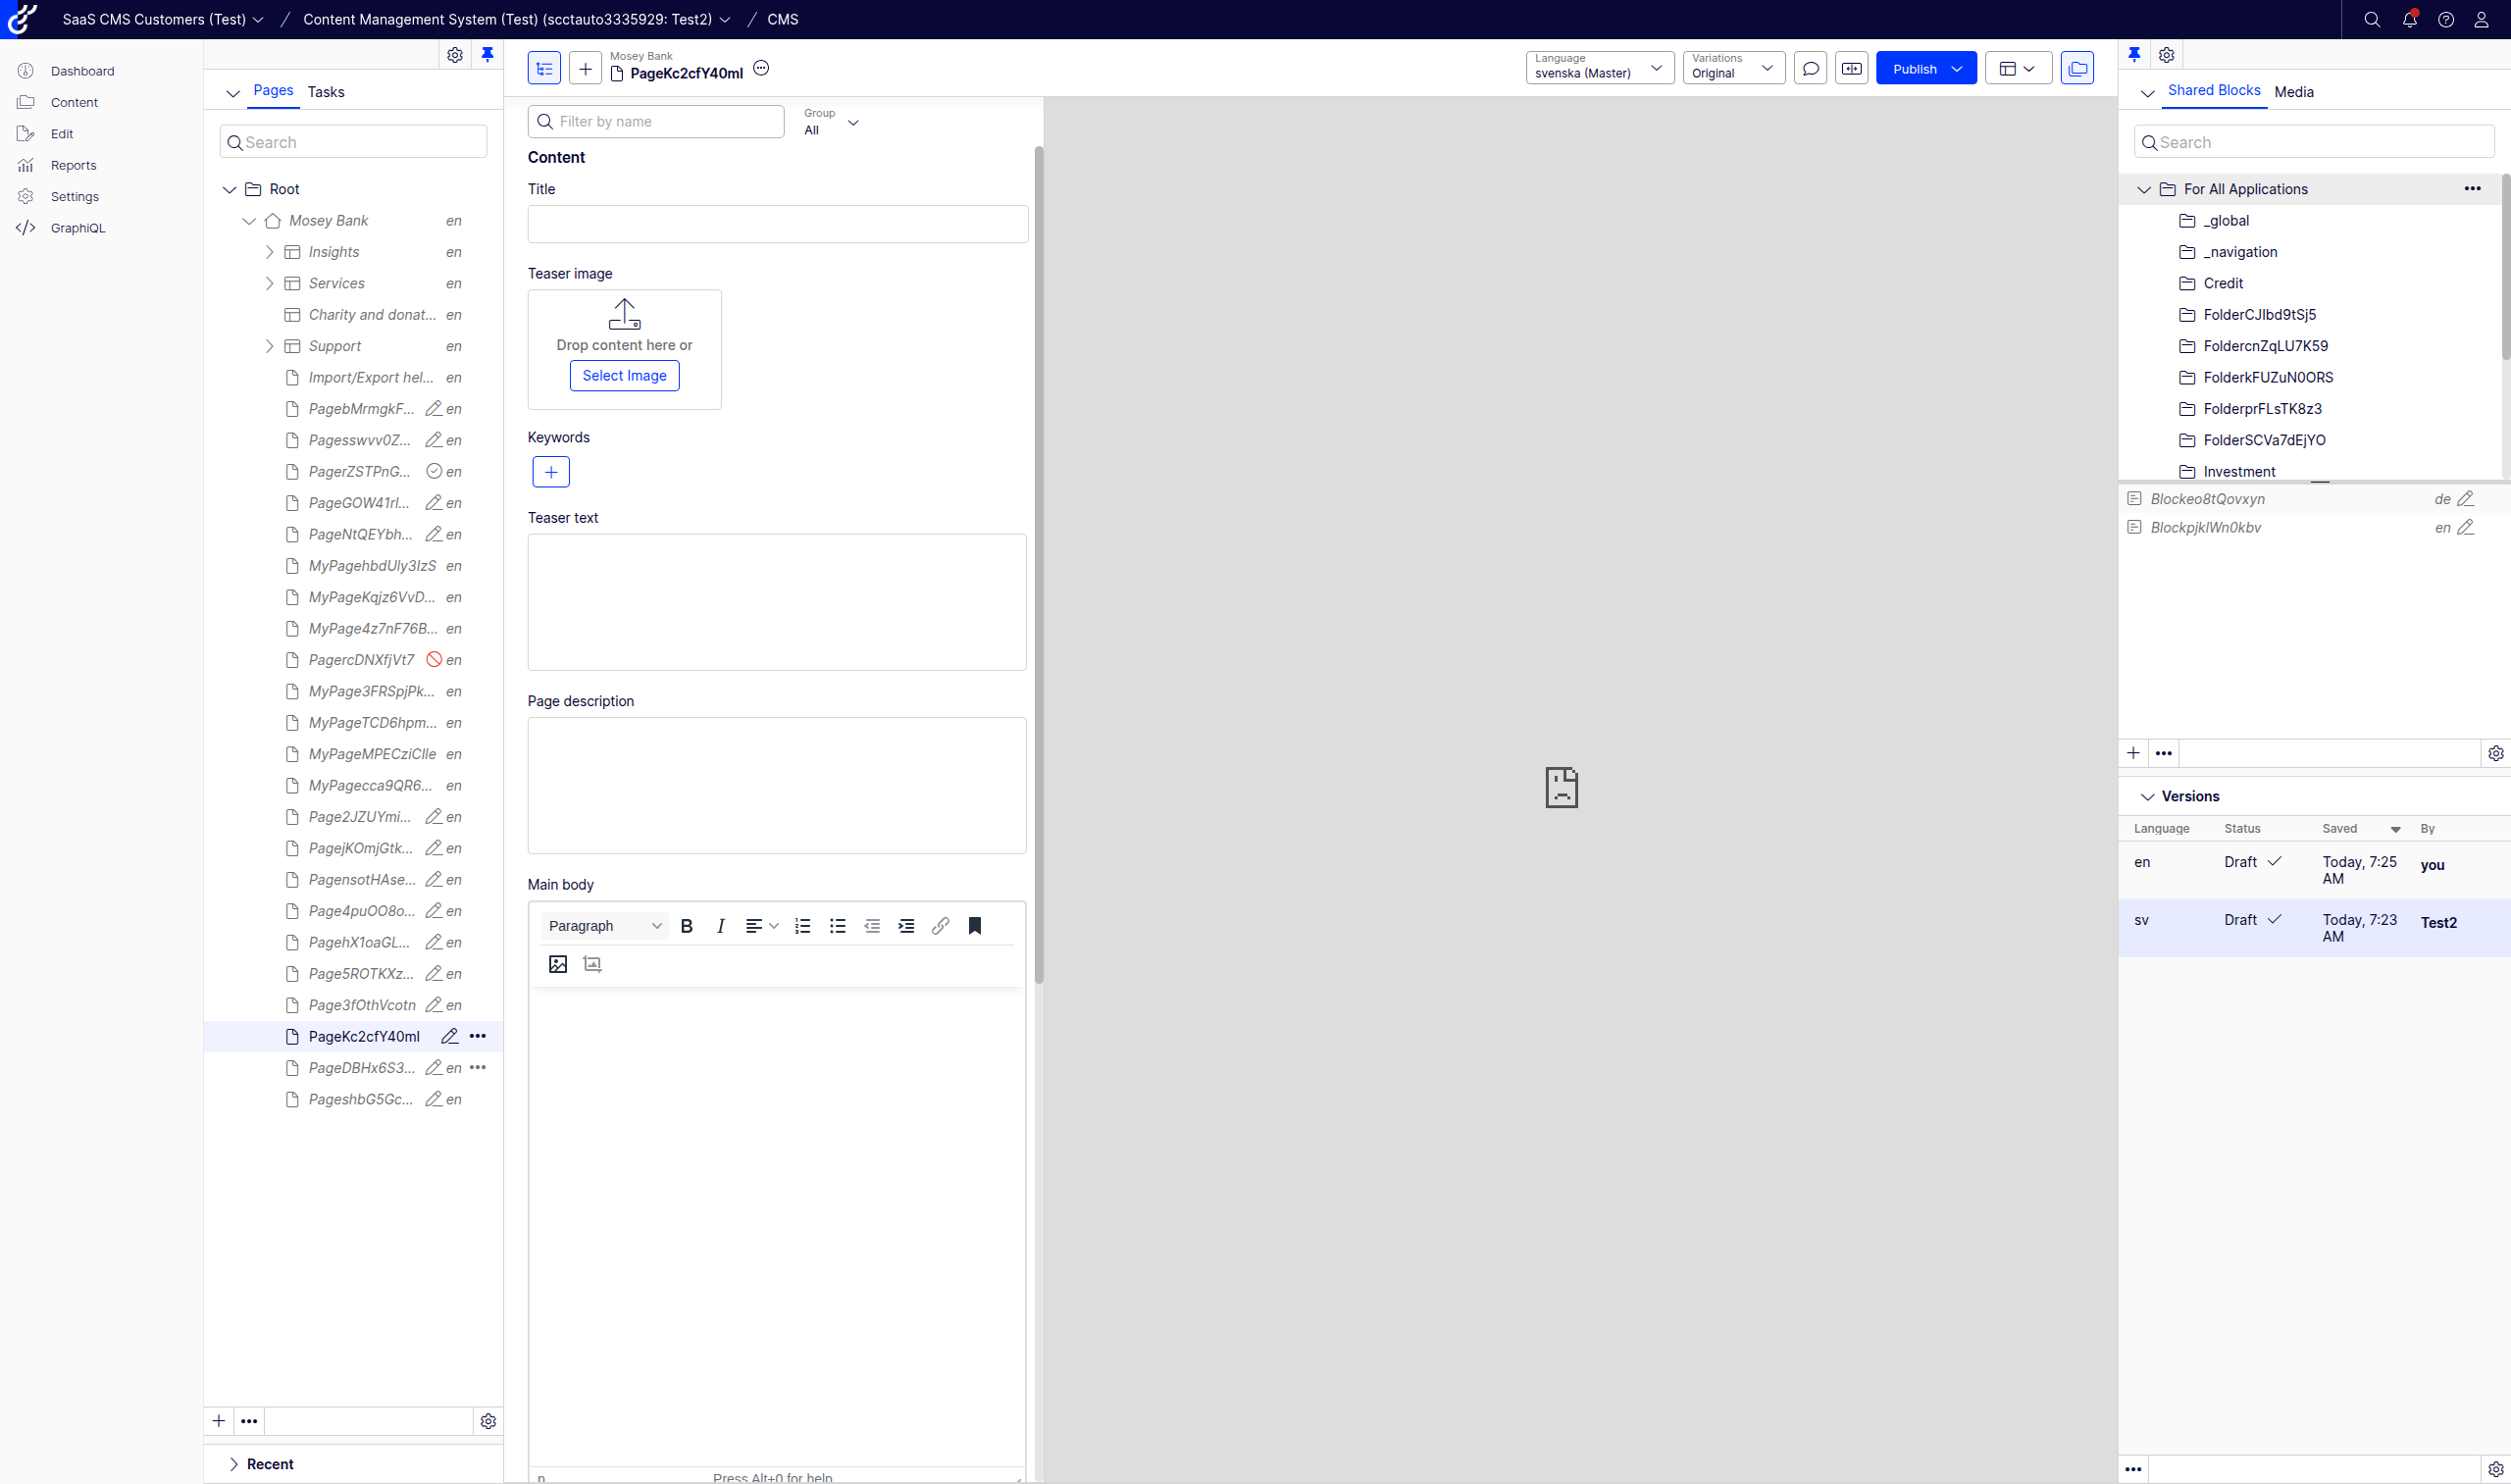 SaaS CMS Customers (Test) / Content Management System (Test) (scctauto3335929: Test2) / CMS
Dashboard
Content
Edit
Reports
Settings
GraphiQL
Pages Tasks
Search
Root
Mosey Bank en
Insights en
Services en
Charity and donat... en
Support en
Import/Export hel... en
PagebMrmgkF... en
Pagesswvv0Z... en
PagerZSTPnG... en
PageGOW41rl... en
PageNtQEYbh... en
MyPagehbdUly3IzS en
MyPageKqjz6VvD... en
MyPage4z7nF76B... en
PagercDNXfjVt7 en
MyPage3FRSpjPk... en
MyPageTCD6hpm... en
MyPageMPECziClle en
MyPagecca9QR6... en
Page2JZUYmi... en
PagejKOmjGtk... en
PagensotHAse... en
Page4puOO8o... en
PagehX1oaGL... en
Page5ROTKXz... en
Page3fOthVcotn en
PageKc2cfY40ml
PageDBHx6S3... en
PageshbG5Gc... en
Recent
Mosey Bank
PageKc2cfY40ml
Language
svenska (Master)
Variations
Original
Publish
Filter by name
Group
All
Content
Title
Teaser image
Drop content here or
Select Image
Keywords
Teaser text
Page description
Main body
Paragraph
B I
p Press Alt+0 for help
Shared Blocks Media
Search
For All Applications
_global
_navigation
Credit
FolderCJIbd9tSj5
FoldercnZqLU7K59
FolderkFUZuN0ORS
FolderprFLsTK8z3
FolderSCVa7dEjYO
Investment
Blockeo8tQovxyn de
BlockpjklWn0kbv en
Versions
Language Status Saved By
en Draft Today, 7:25 AM you
sv Draft Today, 7:23 AM Test2